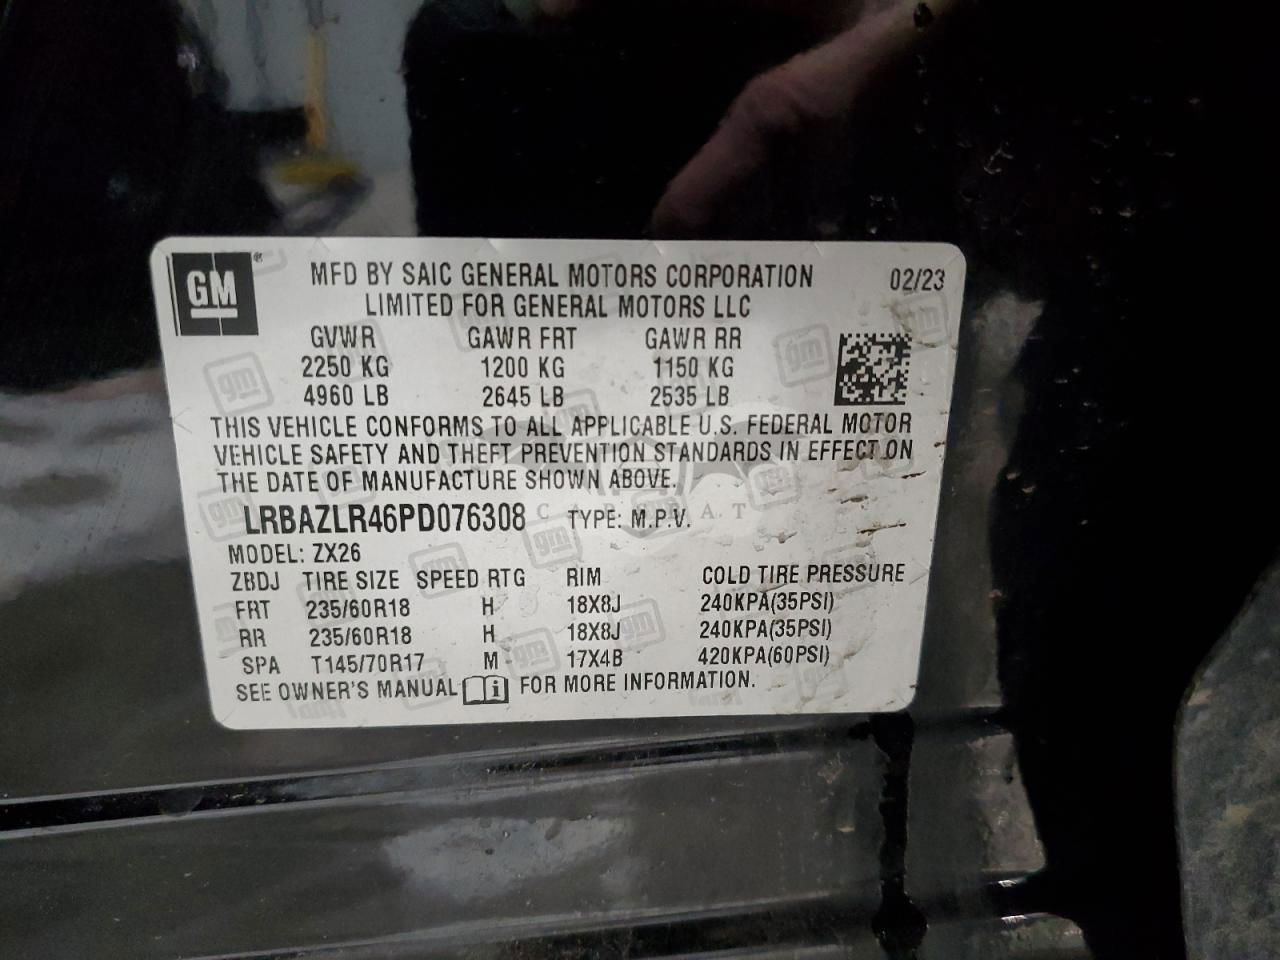 GM
MFD BY SAIC GENERAL MOTORS CORPORATION 02/23
LIMITED FOR GENERAL MOTORS LLC
GVWR GAWR FRT GAWR RR
2250 KG 1200 KG 1150 KG
4960 LB 2645 LB 2535 LB
THIS VEHICLE CONFORMS TO ALL APPLICABLE U.S. FEDERAL MOTOR
VEHICLE SAFETY AND THEFT PREVENTION STANDARDS IN EFFECT ON
THE DATE OF MANUFACTURE SHOWN ABOVE.
LRBAZLR46PD076308 TYPE: M.P.V.
MODEL: ZX26
ZBDJ TIRE SIZE SPEED RTG RIM COLD TIRE PRESSURE
FRT 235/60R18 H 18X8J 240KPA(35PSI)
RR 235/60R18 H 18X8J 240KPA(35PSI)
SPA T145/70R17 M 17X4B 420KPA(60PSI)
SEE OWNER'S MANUAL i FOR MORE INFORMATION.